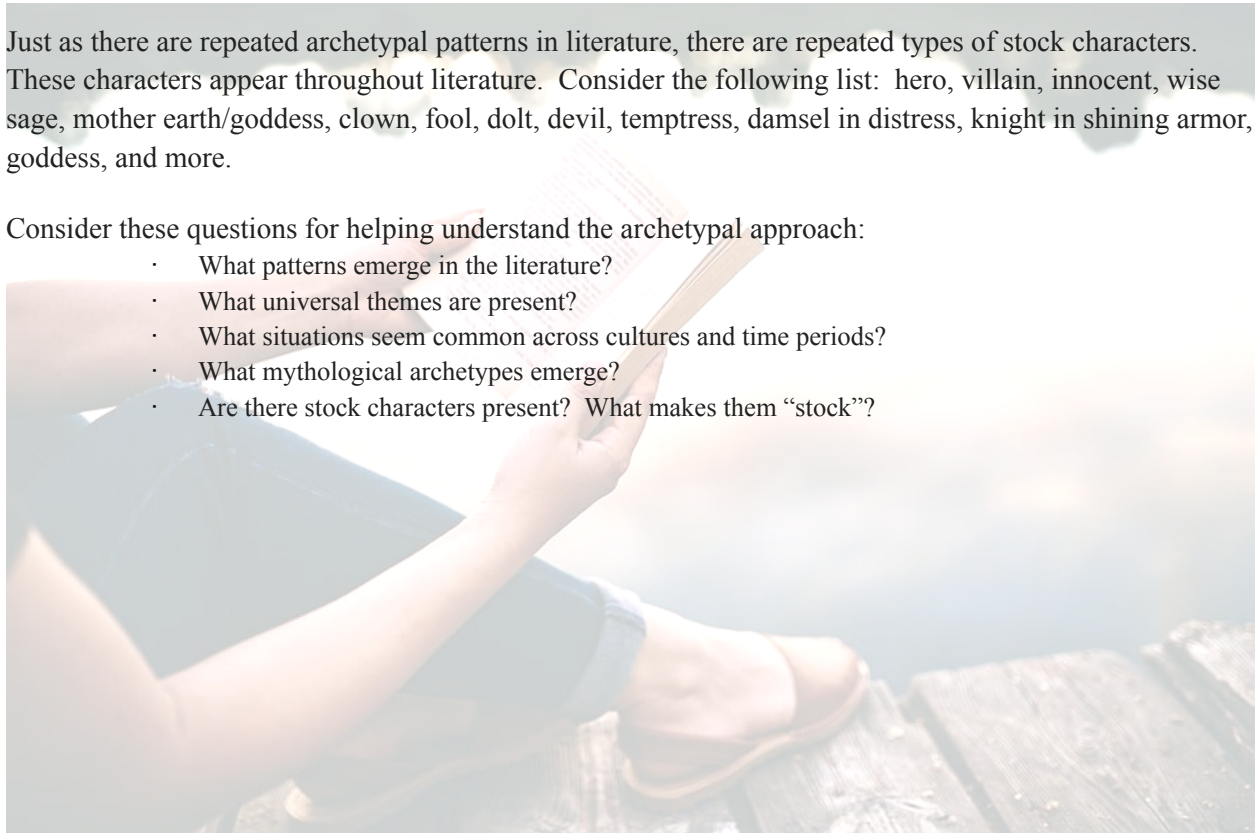 Just as there are repeated archetypal patterns in literature, there are repeated types of stock characters.
These characters appear throughout literature.  Consider the following list:  hero, villain, innocent, wise
sage, mother earth/goddess, clown, fool, dolt, devil, temptress, damsel in distress, knight in shining armor,
goddess, and more.
Consider these questions for helping understand the archetypal approach:
· What patterns emerge in the literature?
· What universal themes are present?
· What situations seem common across cultures and time periods?
· What mythological archetypes emerge?
· Are there stock characters present?  What makes them “stock”?